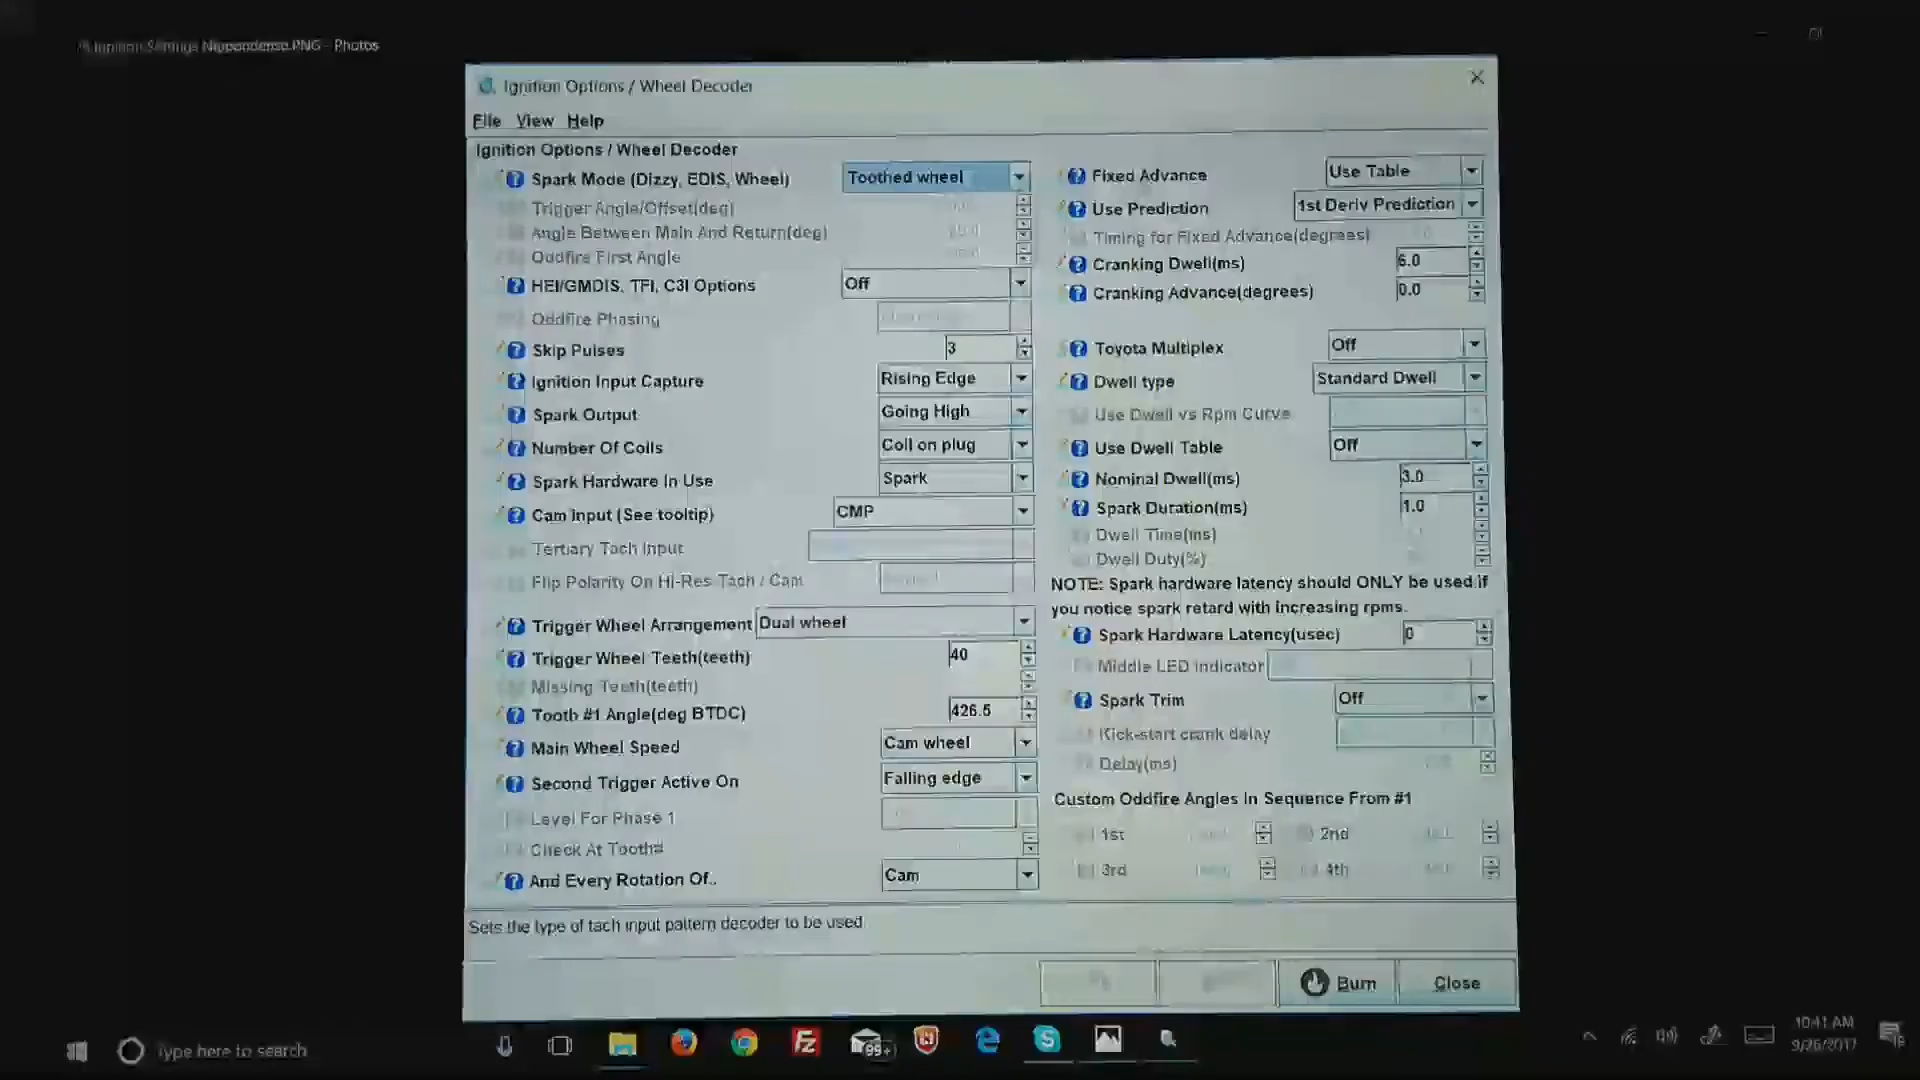 Ignition Settings Nippondenso.PNG - Photos
Ignition Options / Wheel Decoder
File View Help
Ignition Options / Wheel Decoder
Spark Mode (Dizzy, EDIS, Wheel) Toothed wheel
Trigger Angle/Offset(deg)
Angle Between Main And Return(deg)
Oddfire First Angle
HEI/GMDIS, TFI, C3I Options Off
Oddfire Phasing
Skip Pulses 3
Ignition Input Capture Rising Edge
Spark Output Going High
Number Of Coils Coil on plug
Spark Hardware In Use Spark
Cam Input (See tooltip) CMP
Tertiary Tach Input
Flip Polarity On Hi-Res Tach / Cam
Trigger Wheel Arrangement Dual wheel
Trigger Wheel Teeth(teeth) 40
Missing Teeth(teeth)
Tooth #1 Angle(deg BTDC) 426.5
Main Wheel Speed Cam wheel
Second Trigger Active On Falling edge
Level For Phase 1
Check At Tooth#
And Every Rotation Of.. Cam
Fixed Advance Use Table
Use Prediction 1st Deriv Prediction
Timing for Fixed Advance(degrees)
Cranking Dwell(ms) 6.0
Cranking Advance(degrees) 0.0
Toyota Multiplex Off
Dwell type Standard Dwell
Use Dwell vs Rpm Curve
Use Dwell Table Off
Nominal Dwell(ms) 3.0
Spark Duration(ms) 1.0
Dwell Time(ms)
Dwell Duty(%)
NOTE: Spark hardware latency should ONLY be used if
you notice spark retard with increasing rpms.
Spark Hardware Latency(usec) 0
Middle LED indicator
Spark Trim Off
Kick-start crank delay
Delay(ms)
Custom Oddfire Angles In Sequence From #1
1st 2nd
3rd 4th
Sets the type of tach input pattern decoder to be used
Burn Close
Type here to search
99+
10:41 AM
9/26/2017